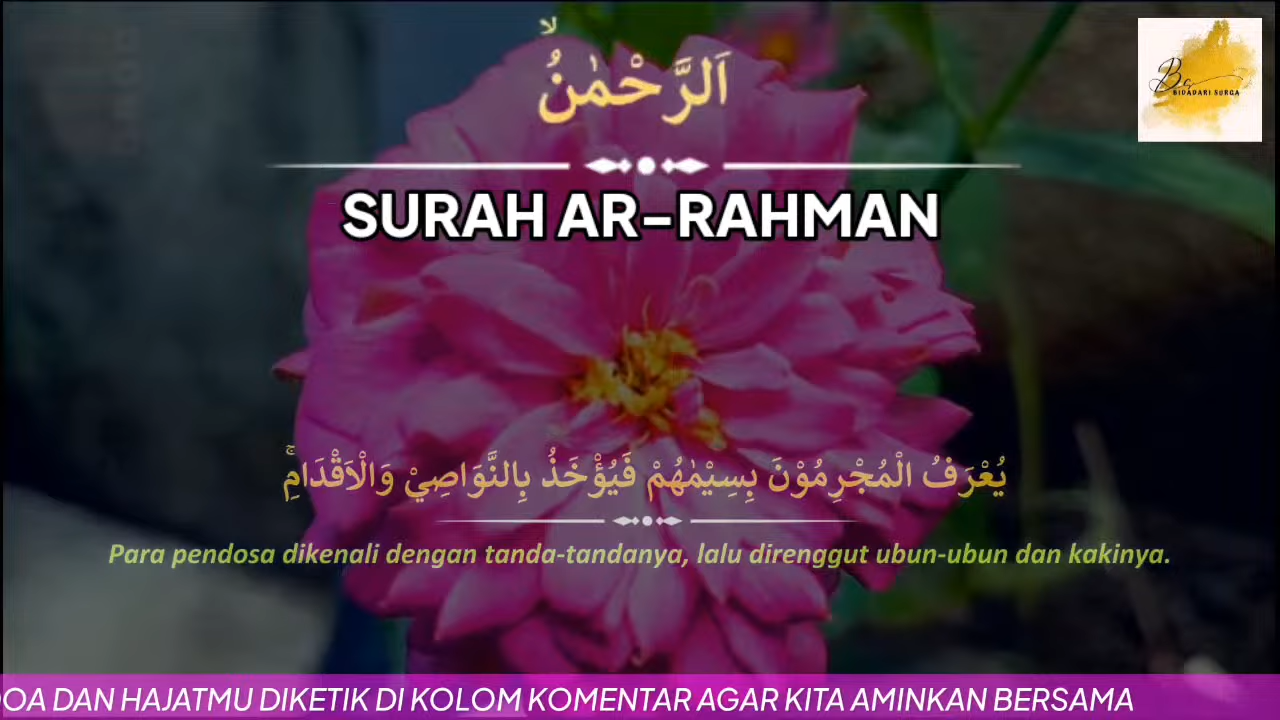 اَلرَّحْمٰنُۙ
BIDADARI SURGA
SURAH AR-RAHMAN
يُعْرَفُ الْمُجْرِمُوْنَ بِسِيْمٰهُمْ فَيُؤْخَذُ بِالنَّوَاصِيْ وَالْاَقْدَامِۚ
Para pendosa dikenali dengan tanda-tandanya, lalu direnggut ubun-ubun dan kakinya.
DOA DAN HAJATMU DIKETIK DI KOLOM KOMENTAR AGAR KITA AMINKAN BERSAMA